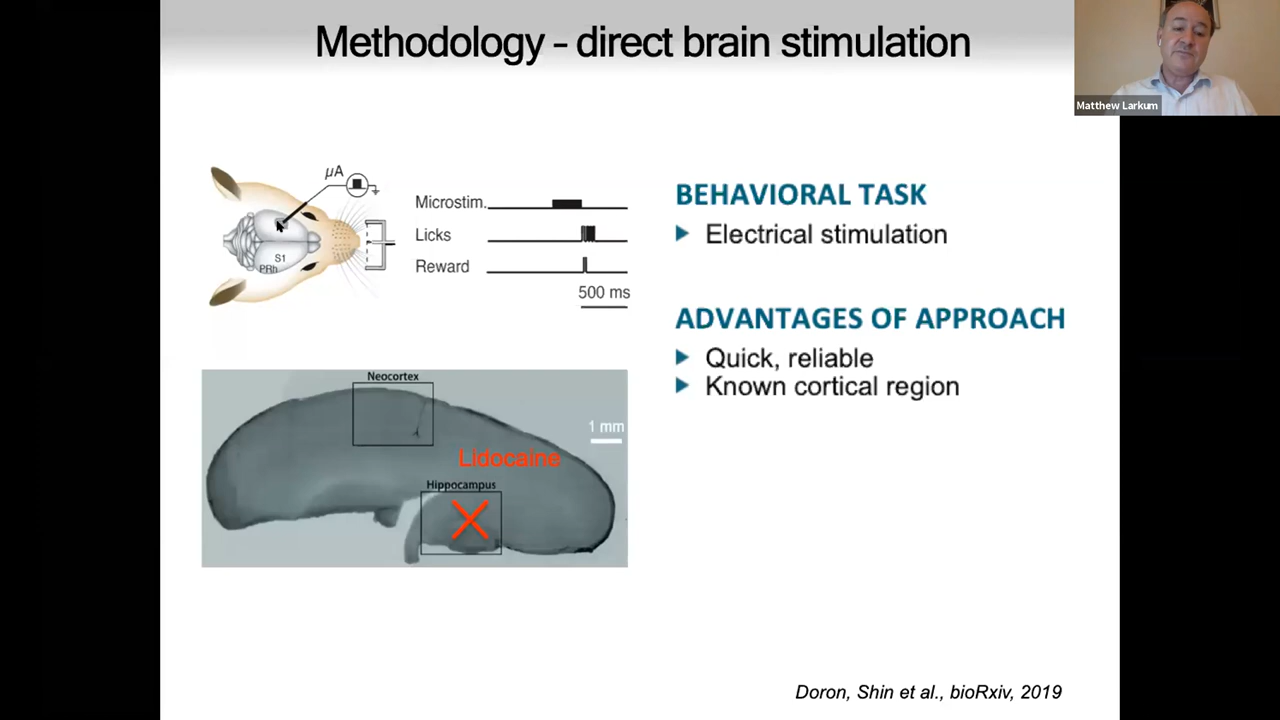 Methodology - direct brain stimulation
Matthew Larkum
µA
S1
PRh
Microstim.
Licks
Reward
500 ms
BEHAVIORAL TASK
Electrical stimulation
ADVANTAGES OF APPROACH
Quick, reliable
Known cortical region
Neocortex
1 mm
Lidocaine
Hippocampus
Doron, Shin et al., bioRxiv, 2019